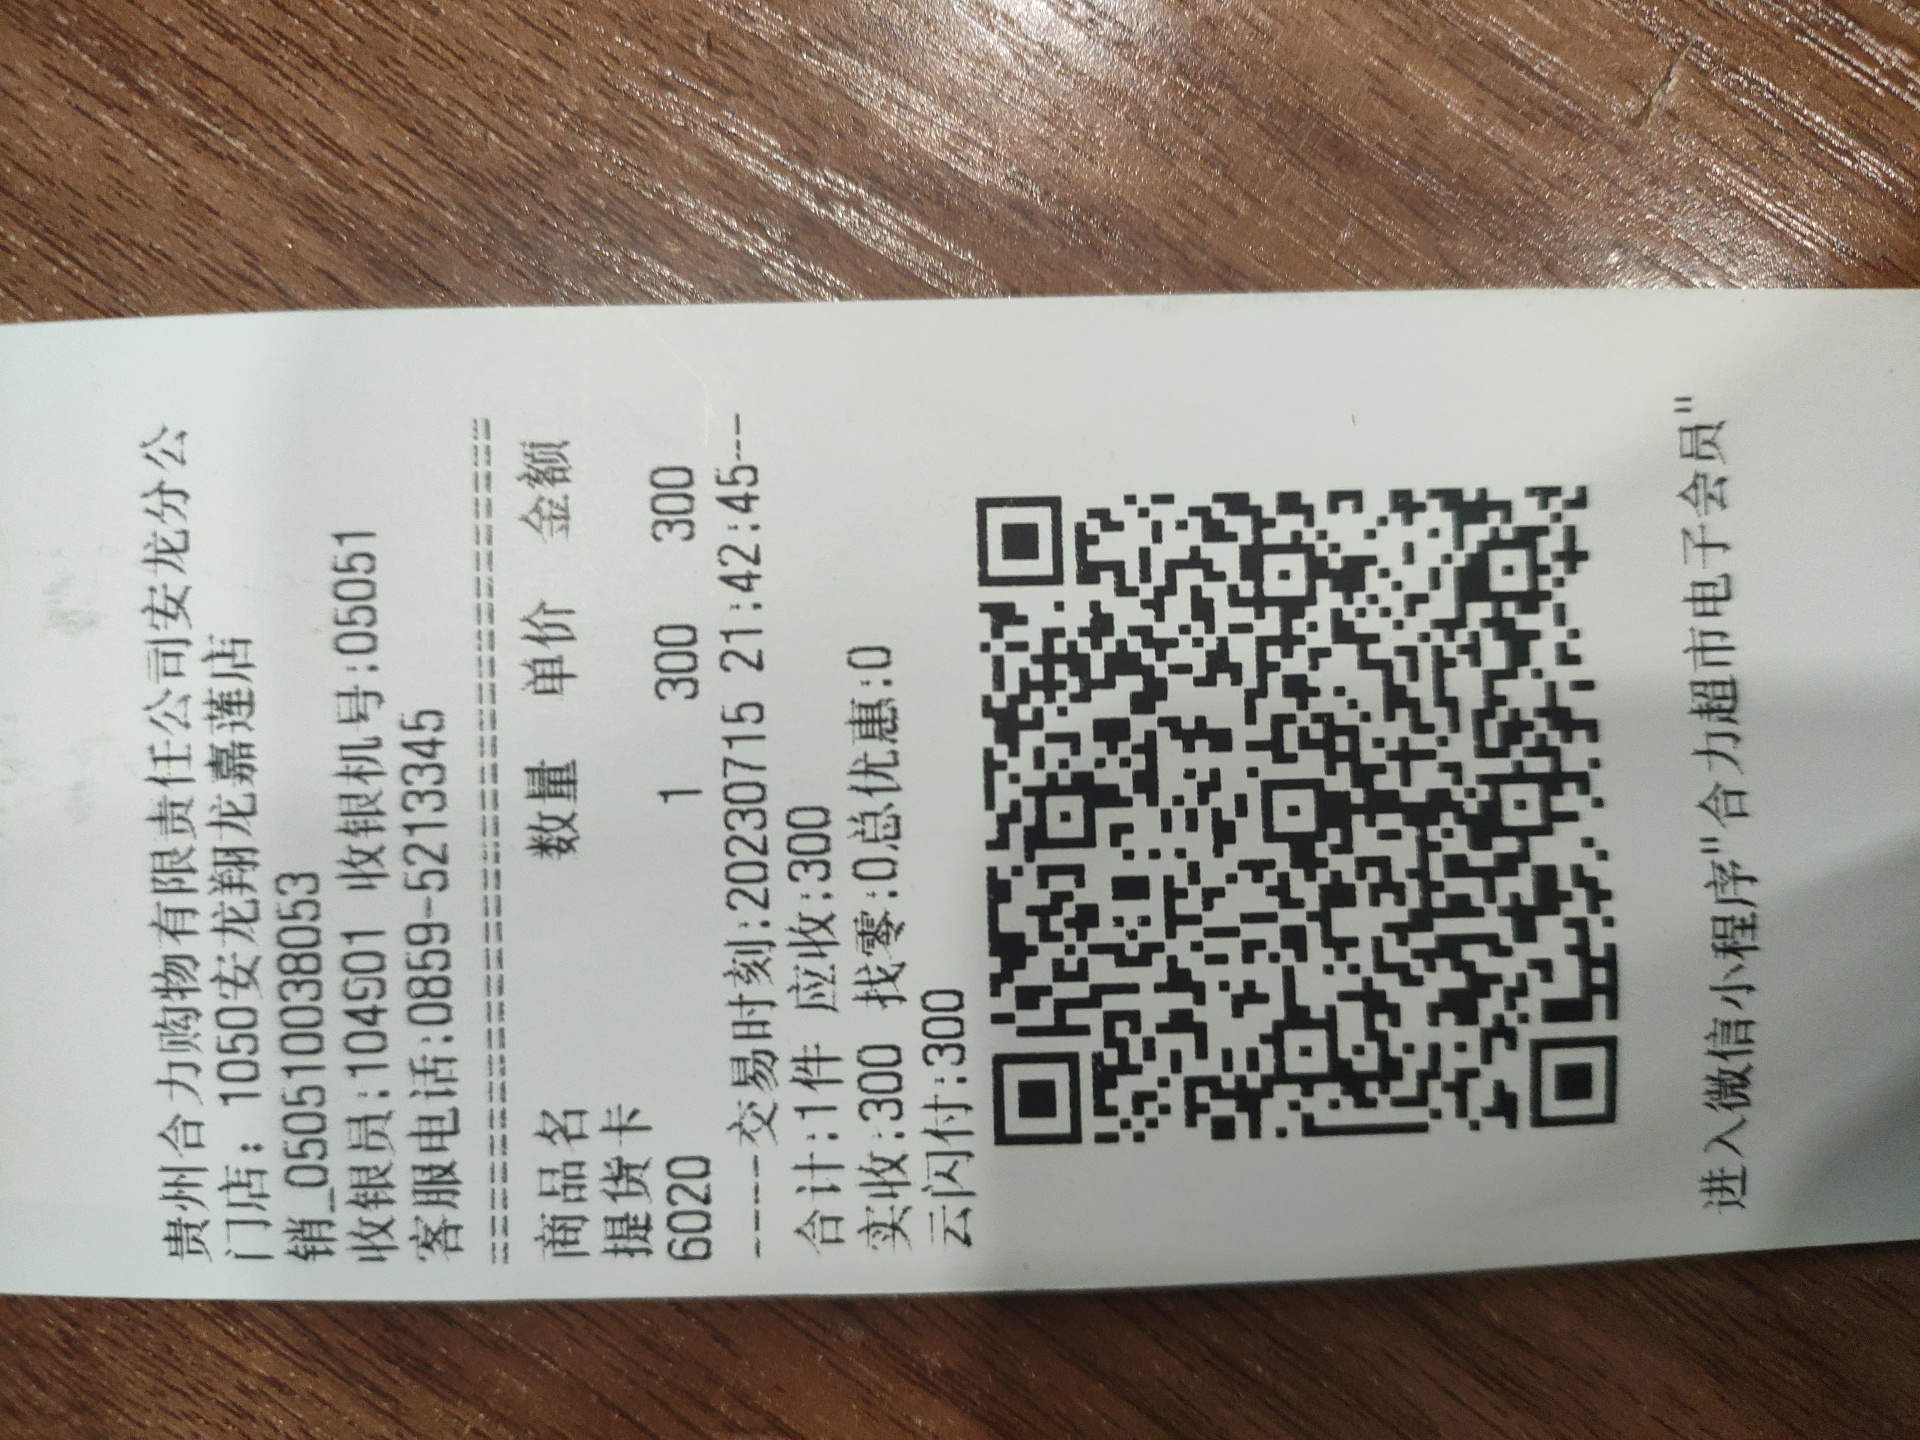 贵州合力购物有限责任公司安龙分公
门店：1050安龙翔龙嘉莲店
销_050510038053
收银员:104901 收银机号:05051
客服电话:0859-5213345
商品名 数量 单价 金额
提货卡
6020 1 300 300
----交易时刻:20230715 21:42:45---
合计:1件 应收:300
实收:300 找零:0总优惠:0
云闪付:300
进入微信小程序"合力超市电子会员"